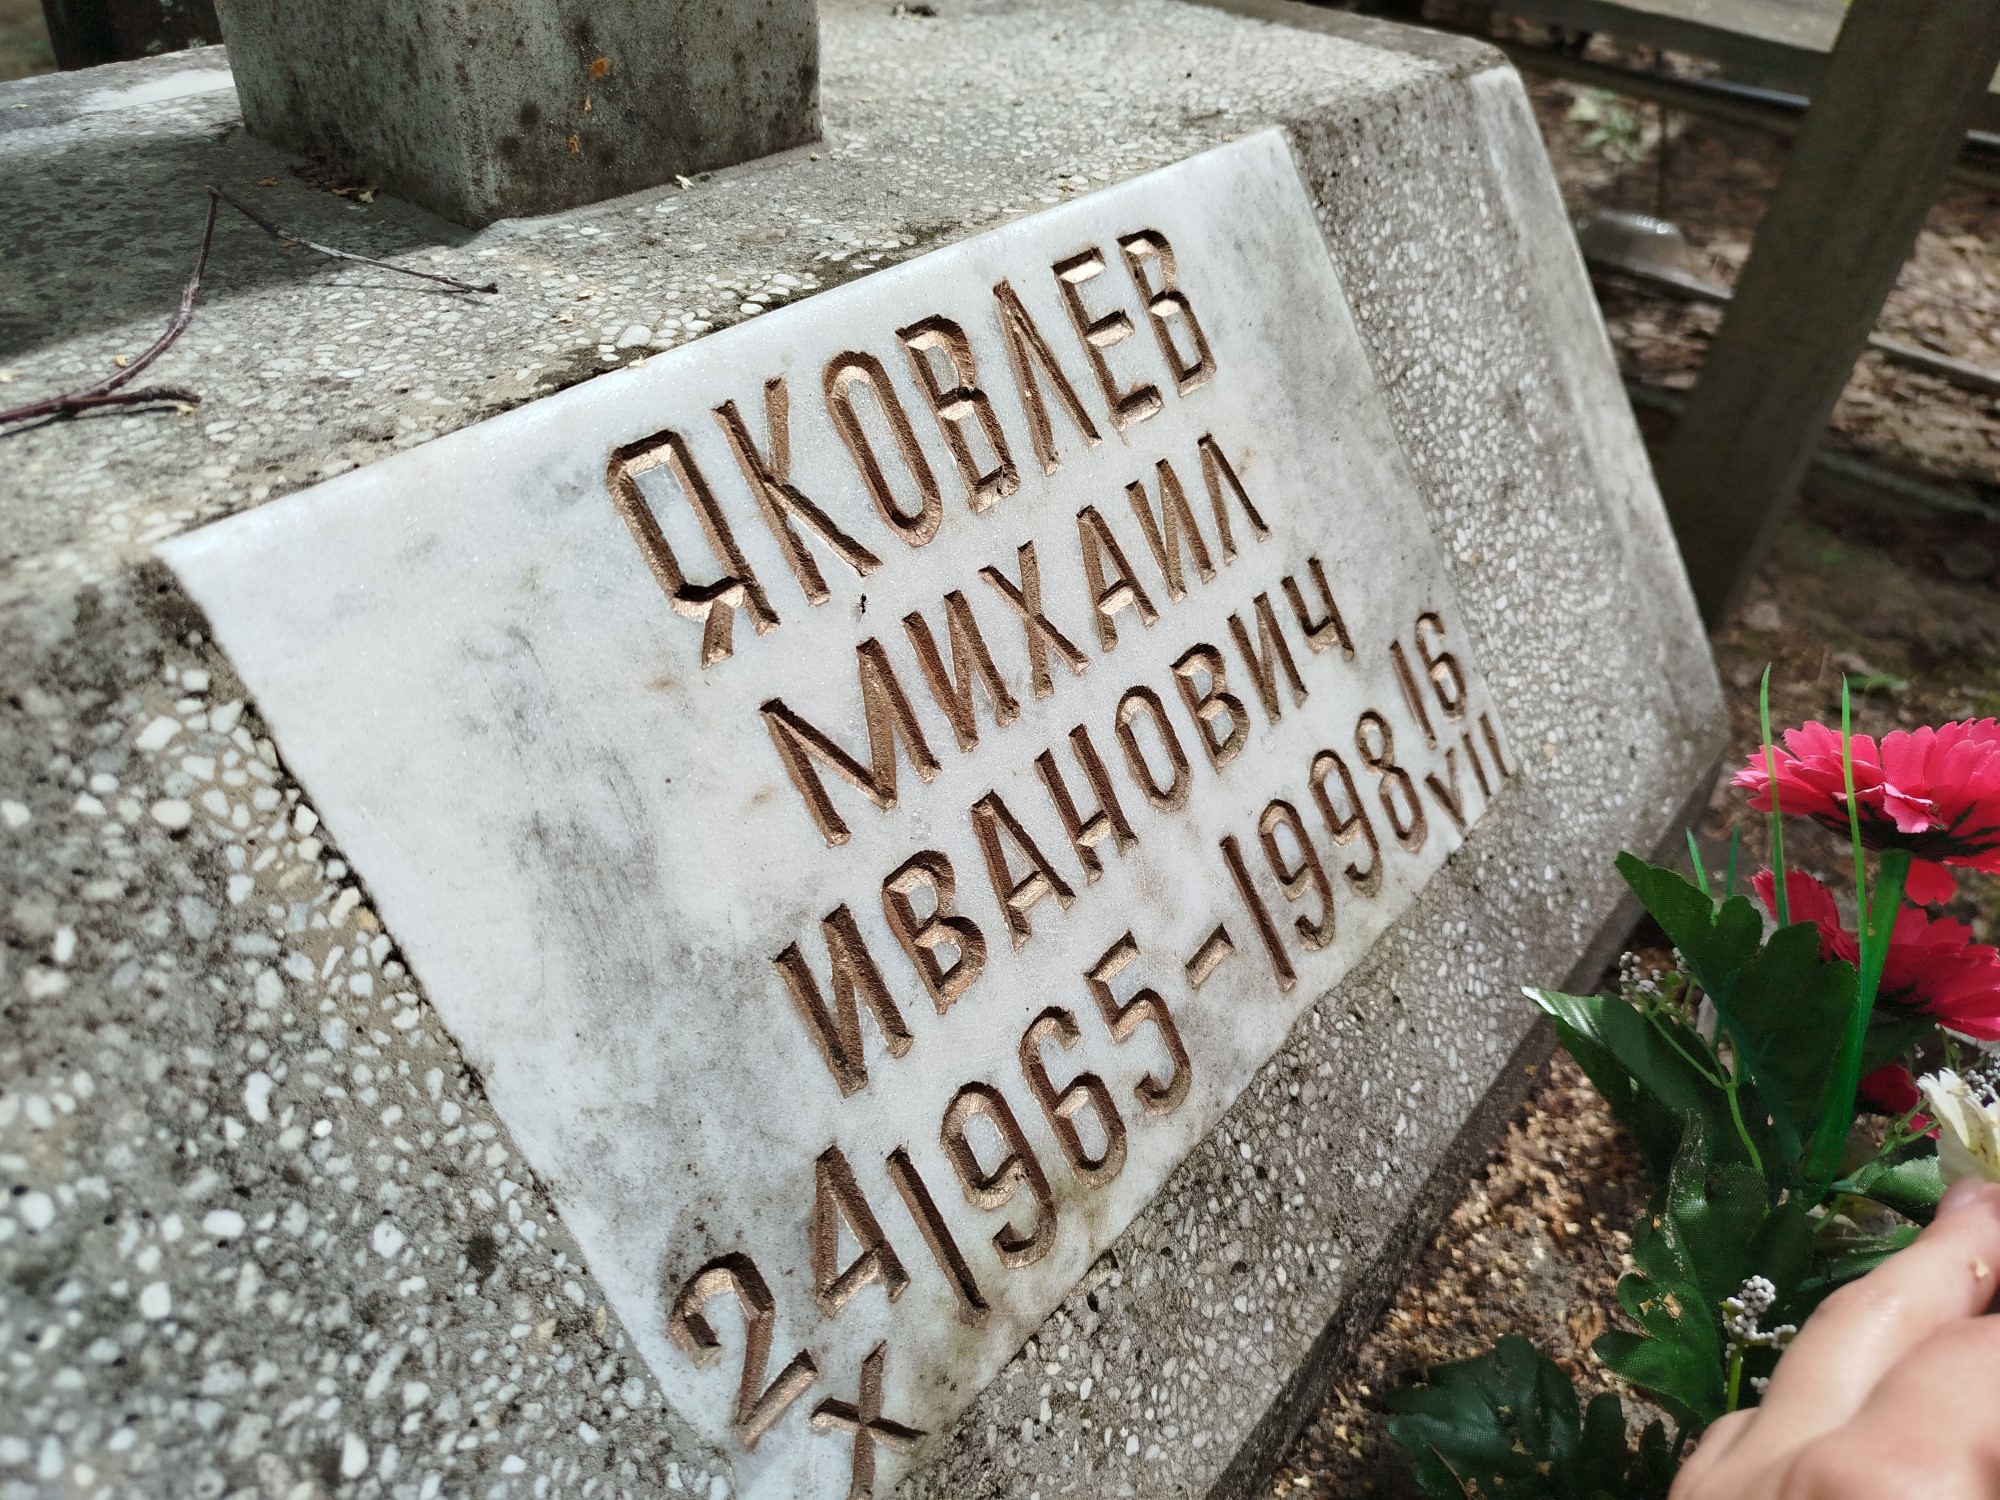 ЯКОВЛЕВ
МИХАИЛ
ИВАНОВИЧ
24 1965-1998 16
X VII